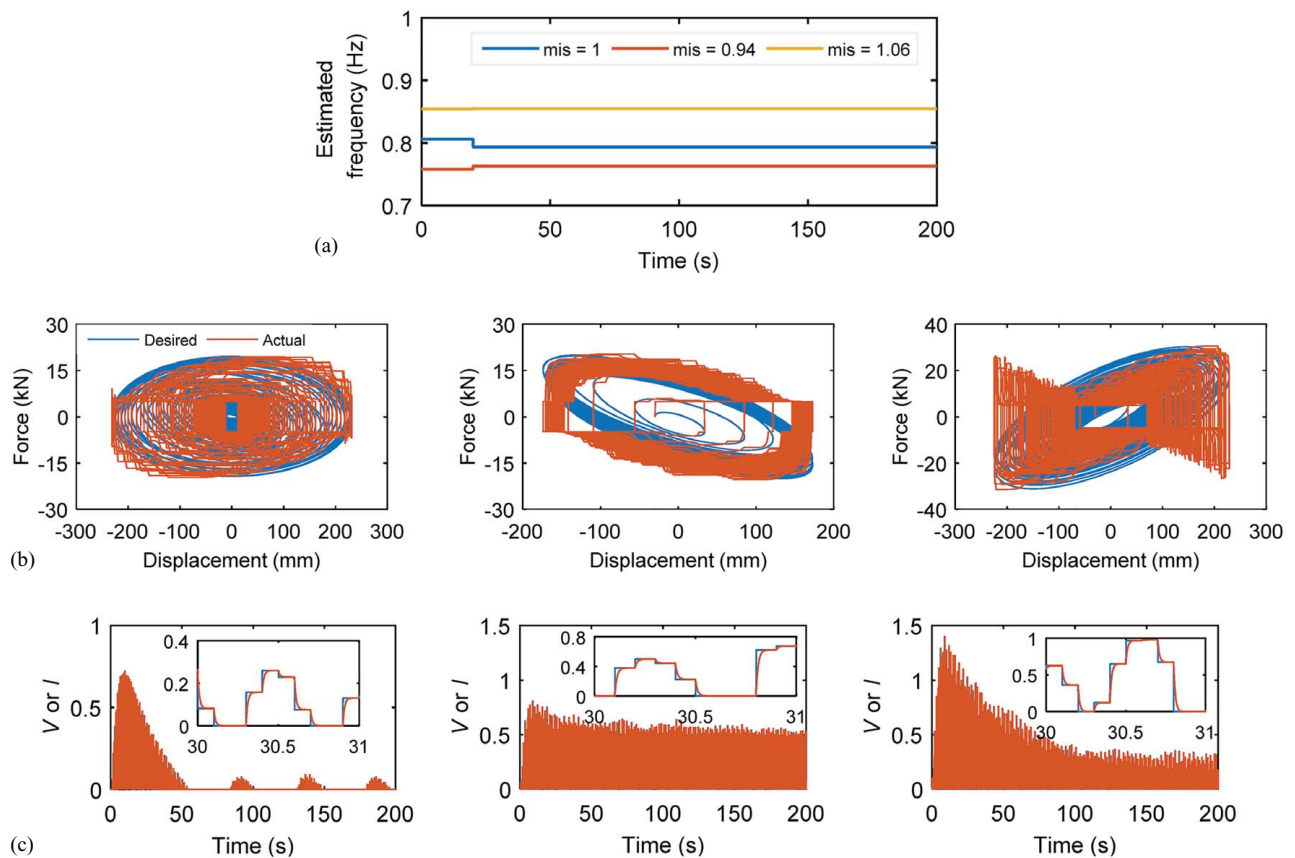 1
0.9
0.8
0.7
Estimated
frequency (Hz)
mis = 1 mis = 0.94 mis = 1.06
0 50 100 150 200
Time (s)
(a)
30
15
0
-15
-30
Force (kN)
Desired Actual
-300 -200 -100 0 100 200 300
Displacement (mm)
30
15
0
-15
-30
Force (kN)
-200 -100 0 100 200
Displacement (mm)
40
20
0
-20
-40
Force (kN)
-300 -200 -100 0 100 200 300
Displacement (mm)
(b)
1
0.5
0
V or I
0.4
0.2
0
30 30.5 31
0 50 100 150 200
Time (s)
1.5
1
0.5
0
V or I
0.8
0.4
0
30 30.5 31
0 50 100 150 200
Time (s)
1.5
1
0.5
0
V or I
1
0.5
0
30 30.5 31
0 50 100 150 200
Time (s)
(c)